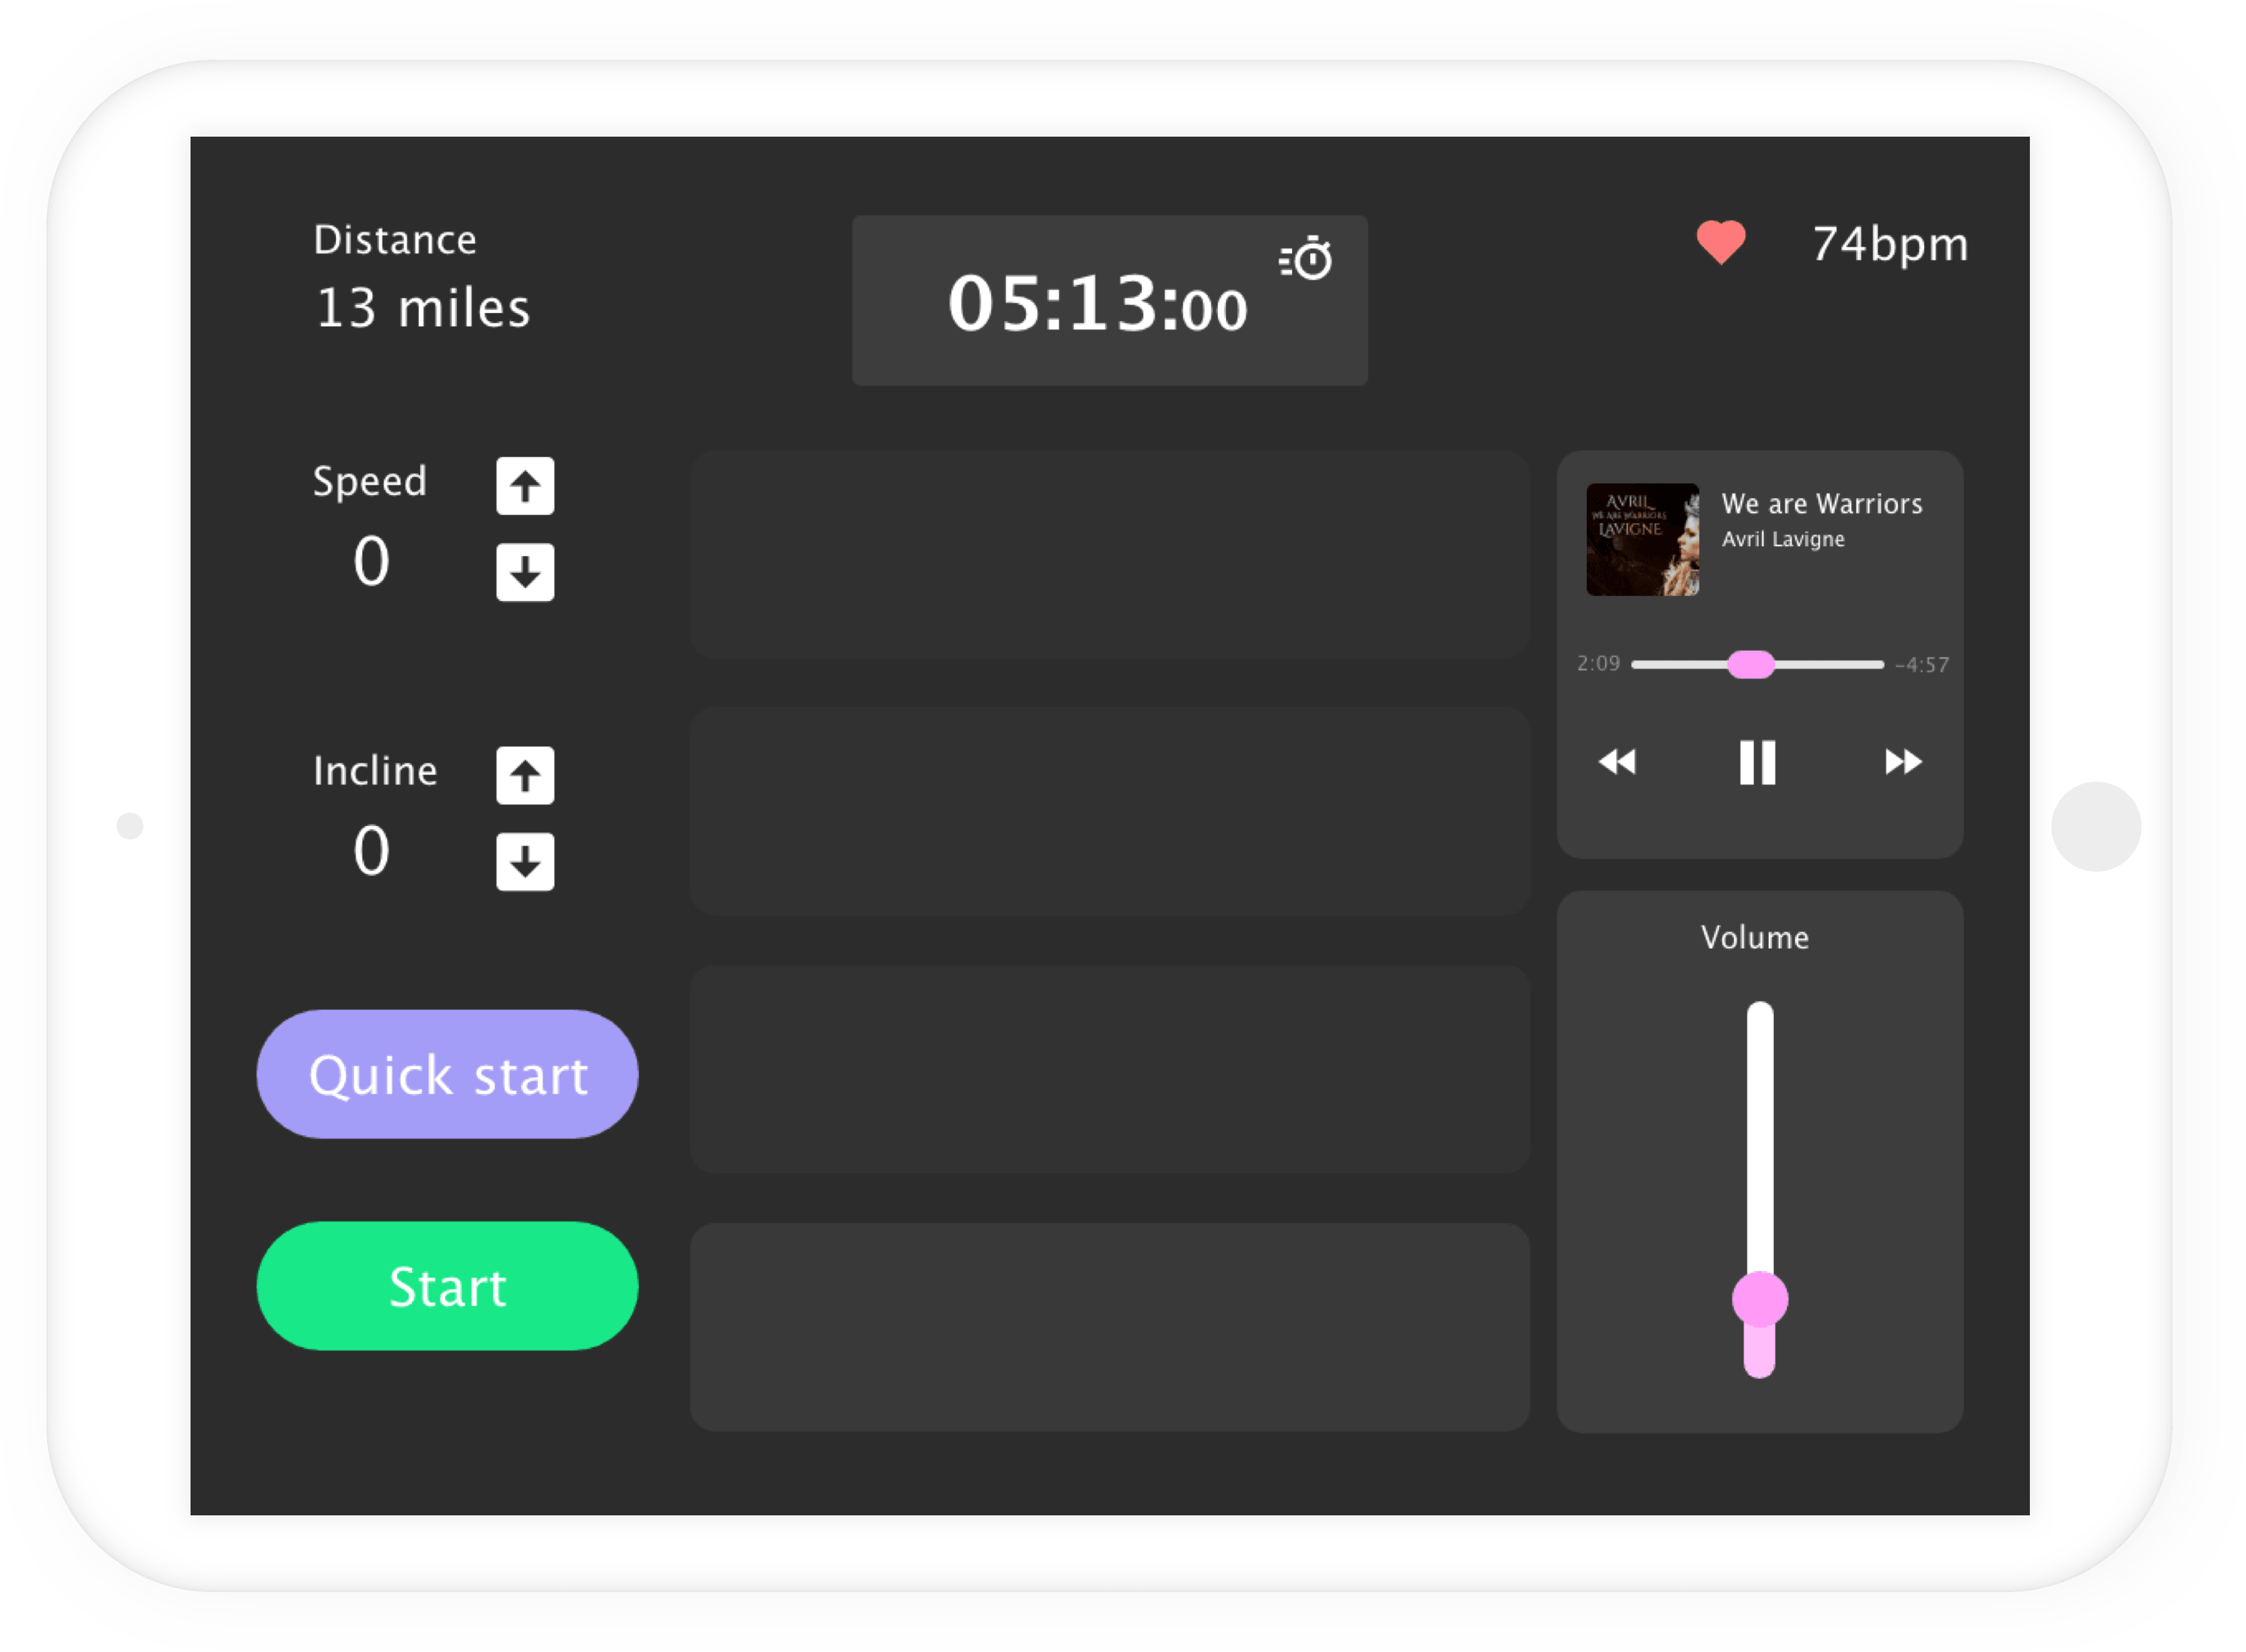 Distance
13 miles
05:13:00
74bpm
Speed
0
Incline
0
Quick start
Start
AVRIL
WE ARE WARRIORS
LAVIGNE
We are Warriors
Avril Lavigne
2:09
-4:57
Volume